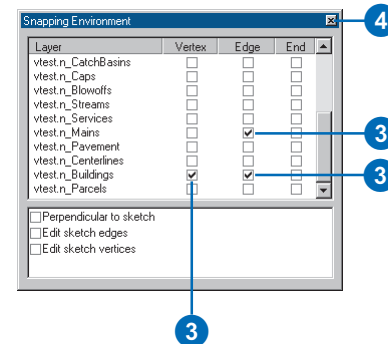 Snapping Environment
4
Layer Vertex Edge End
vtest.n_CatchBasins
vtest.n_Caps
vtest.n_Blowoffs
vtest.n_Streams
vtest.n_Services
vtest.n_Mains
3
vtest.n_Pavement
vtest.n_Centerlines
vtest.n_Buildings
3
vtest.n_Parcels
Perpendicular to sketch
Edit sketch edges
Edit sketch vertices
3